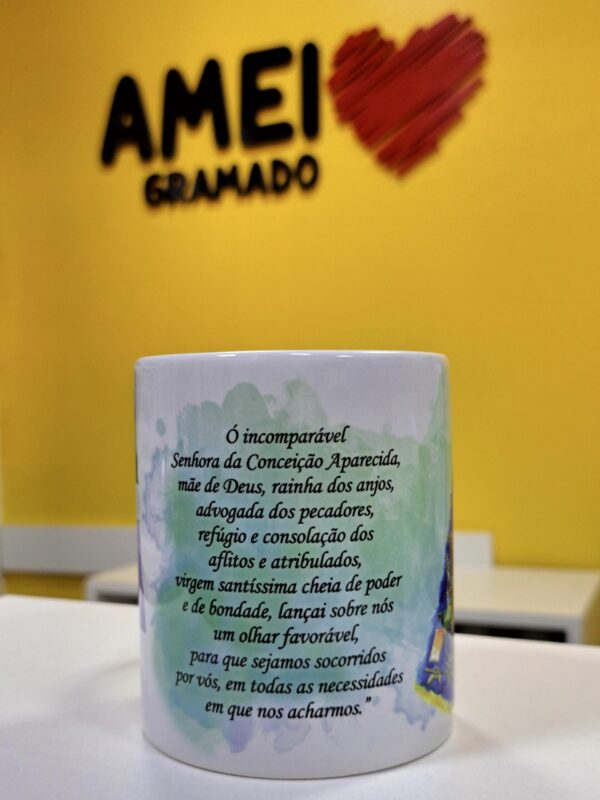 AMEI
GRAMADO
Ó incomparável
Senhora da Conceição Aparecida,
mãe de Deus, rainha dos anjos,
advogada dos pecadores,
refúgio e consolação dos
aflitos e atribulados,
virgem santíssima cheia de poder
e de bondade, lançai sobre nós
um olhar favorável,
para que sejamos socorridos
por vós, em todas as necessidades
em que nos acharmos.”